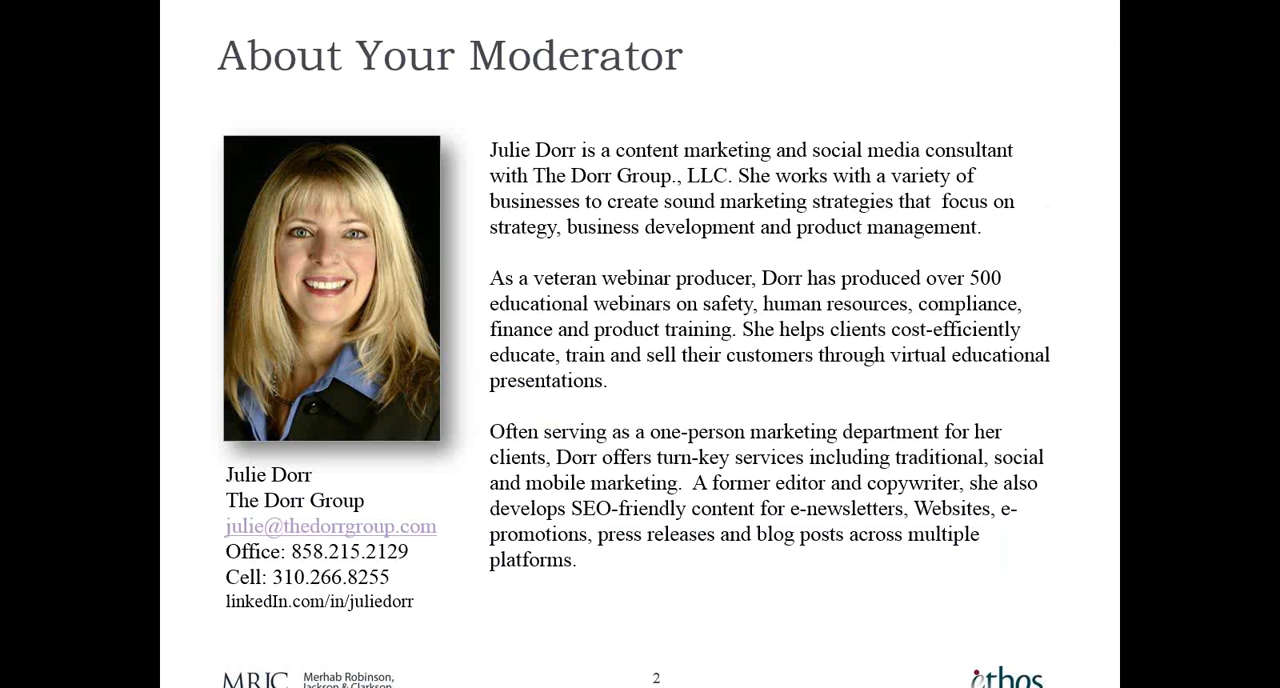 About Your Moderator
Julie Dorr is a content marketing and social media consultant
with The Dorr Group., LLC. She works with a variety of
businesses to create sound marketing strategies that  focus on
strategy, business development and product management.
As a veteran webinar producer, Dorr has produced over 500
educational webinars on safety, human resources, compliance,
finance and product training. She helps clients cost-efficiently
educate, train and sell their customers through virtual educational
presentations.
Often serving as a one-person marketing department for her
clients, Dorr offers turn-key services including traditional, social
and mobile marketing.  A former editor and copywriter, she also
develops SEO-friendly content for e-newsletters, Websites, e-
promotions, press releases and blog posts across multiple
platforms.
Julie Dorr
The Dorr Group
julie@thedorrgroup.com
Office: 858.215.2129
Cell: 310.266.8255
linkedIn.com/in/juliedorr
MRJC
Merhab Robinson,
Jackson & Clarkson
2
ethos